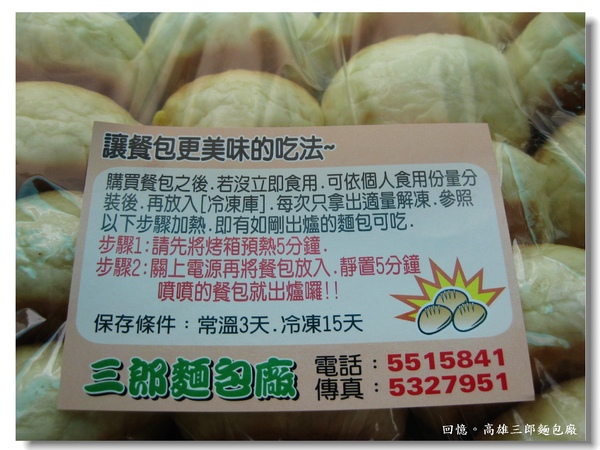 讓餐包更美味的吃法~
購買餐包之後.若沒立即食用.可依個人食用份量分
裝後.再放入[冷凍庫].每次只拿出適量解凍.參照
以下步驟加熱.即有如剛出爐的麵包可吃.
步驟1:請先將烤箱預熱5分鐘.
步驟2:關上電源再將餐包放入.靜置5分鐘
噴噴的餐包就出爐囉!!
保存條件：常溫3天.冷凍15天
三郎麵包廠
電話：5515841
傳真：5327951
回憶。高雄三郎麵包廠